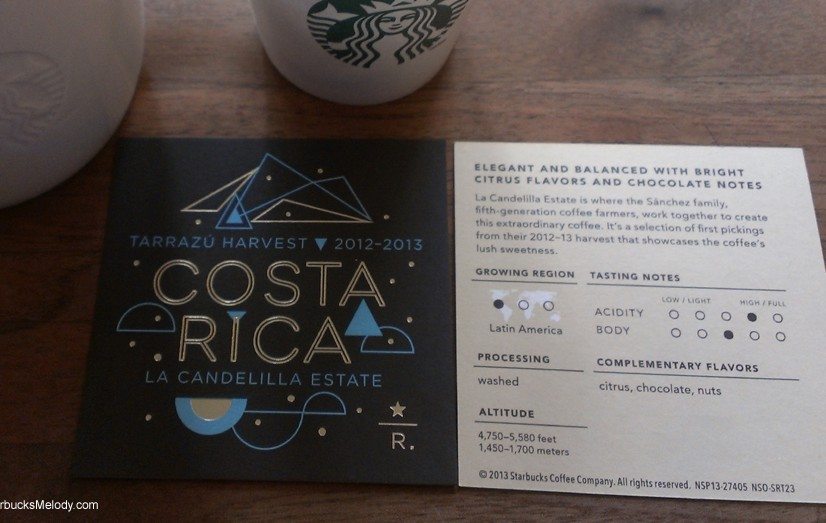 TARRAZÚ HARVEST ▼ 2012-2013
COSTA
RICA
LA CANDELILLA ESTATE
R.
ELEGANT AND BALANCED WITH BRIGHT
CITRUS FLAVORS AND CHOCOLATE NOTES
La Candelilla Estate is where the Sánchez family,
fifth-generation coffee farmers, work together to create
this extraordinary coffee. It's a selection of first pickings
from their 2012–13 harvest that showcases the coffee's
lush sweetness.
GROWING REGION
Latin America
TASTING NOTES
LOW / LIGHT HIGH / FULL
ACIDITY
BODY
PROCESSING
washed
COMPLEMENTARY FLAVORS
citrus, chocolate, nuts
ALTITUDE
4,750–5,580 feet
1,450–1,700 meters
© 2013 Starbucks Coffee Company. All rights reserved. NSP13-27405 NSO-SRT23
rbucksMelody.com